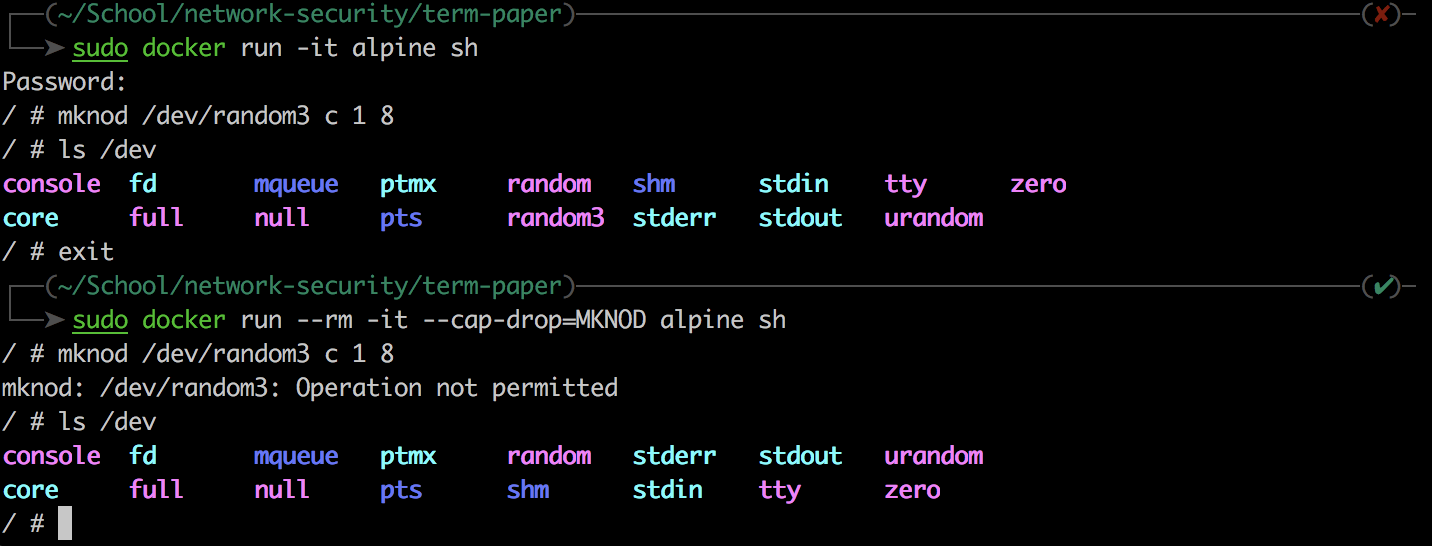 (~/School/network-security/term-paper) (✘)
➤ sudo docker run -it alpine sh
Password:
/ # mknod /dev/random3 c 1 8
/ # ls /dev
console fd mqueue ptmx random shm stdin tty zero
core full null pts random3 stderr stdout urandom
/ # exit
(~/School/network-security/term-paper) (✔)
➤ sudo docker run --rm -it --cap-drop=MKNOD alpine sh
/ # mknod /dev/random3 c 1 8
mknod: /dev/random3: Operation not permitted
/ # ls /dev
console fd mqueue ptmx random stderr stdout urandom
core full null pts shm stdin tty zero
/ #